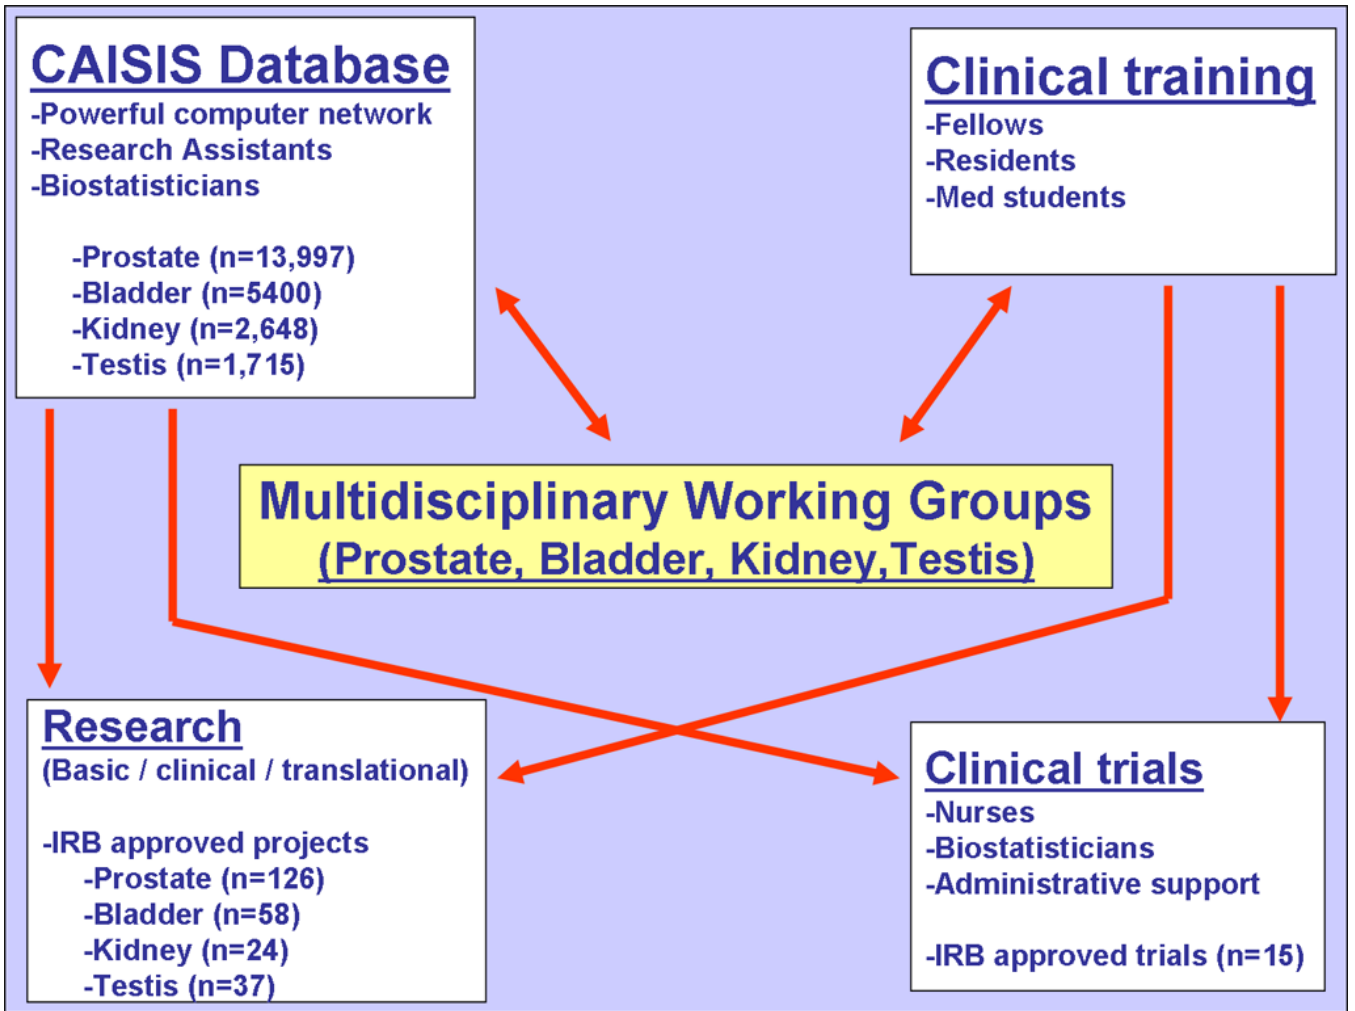 CAISIS Database
-Powerful computer network
-Research Assistants
-Biostatisticians
-Prostate (n=13,997)
-Bladder (n=5400)
-Kidney (n=2,648)
-Testis (n=1,715)
Clinical training
-Fellows
-Residents
-Med students
Multidisciplinary Working Groups
(Prostate, Bladder, Kidney,Testis)
Research
(Basic / clinical / translational)
-IRB approved projects
-Prostate (n=126)
-Bladder (n=58)
-Kidney (n=24)
-Testis (n=37)
Clinical trials
-Nurses
-Biostatisticians
-Administrative support
-IRB approved trials (n=15)